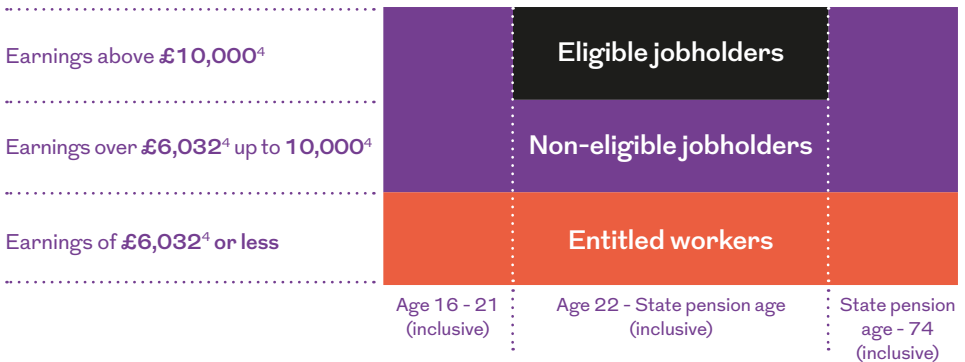 Earnings above £10,000⁴
Eligible jobholders
Earnings over £6,032⁴ up to 10,000⁴
Non-eligible jobholders
Earnings of £6,032⁴ or less
Entitled workers
Age 16 - 21
(inclusive)
Age 22 - State pension age
(inclusive)
State pension
age - 74
(inclusive)